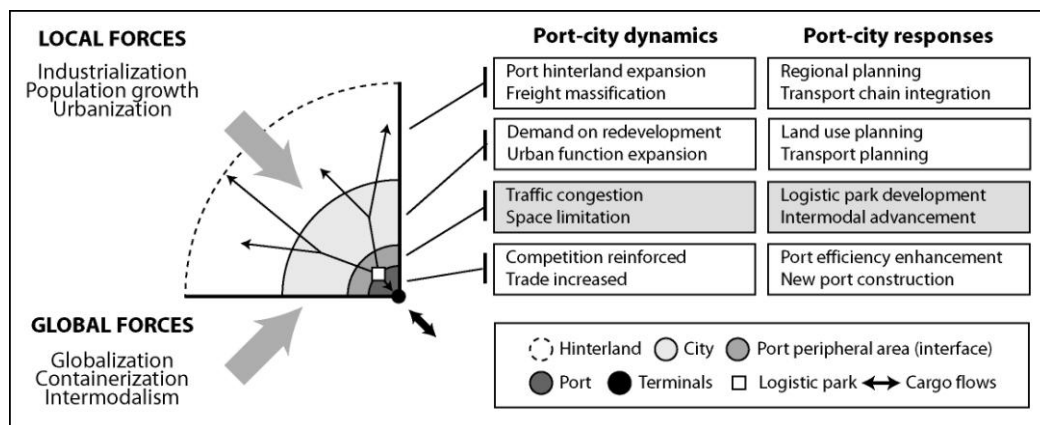 LOCAL FORCES
Industrialization
Population growth
Urbanization
GLOBAL FORCES
Globalization
Containerization
Intermodalism
Port-city dynamics
Port hinterland expansion
Freight massification
Demand on redevelopment
Urban function expansion
Traffic congestion
Space limitation
Competition reinforced
Trade increased
Port-city responses
Regional planning
Transport chain integration
Land use planning
Transport planning
Logistic park development
Intermodal advancement
Port efficiency enhancement
New port construction
Hinterland City Port peripheral area (interface)
Port Terminals Logistic park Cargo flows